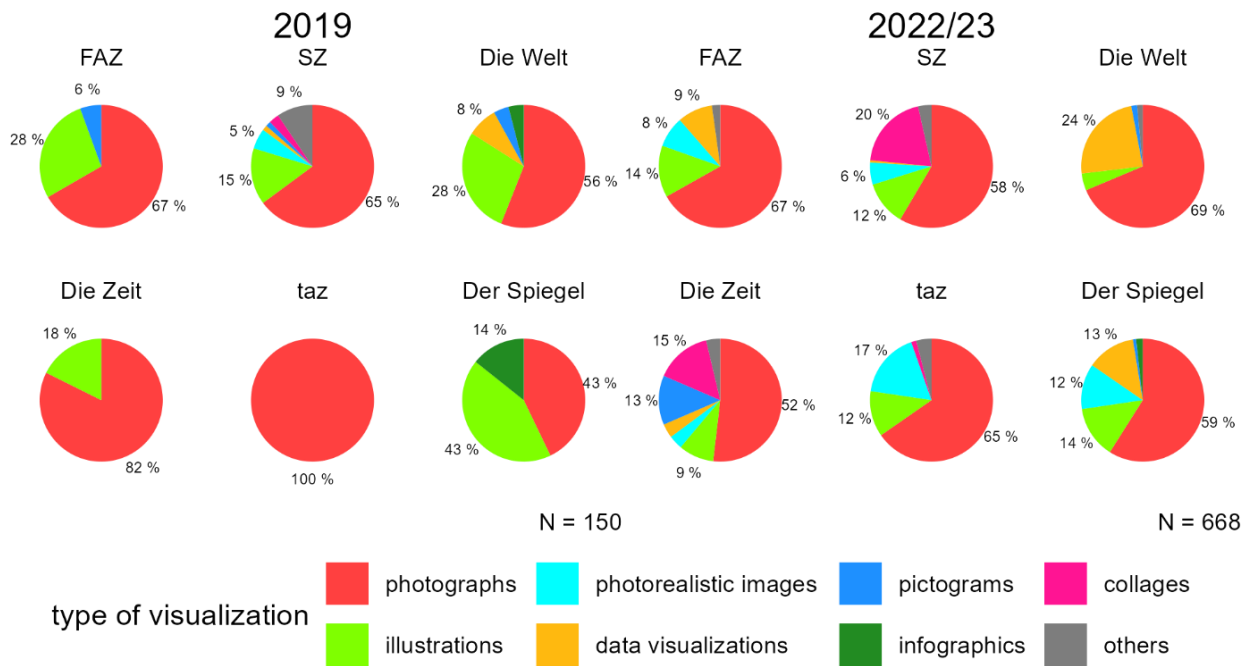 2019
2022/23
FAZ
SZ
Die Welt
FAZ
SZ
Die Welt
6 %
28 %
67 %
9 %
5 %
15 %
65 %
8 %
28 %
56 %
9 %
8 %
14 %
67 %
20 %
6 %
12 %
58 %
24 %
69 %
Die Zeit
taz
Der Spiegel
Die Zeit
taz
Der Spiegel
18 %
82 %
100 %
14 %
43 %
43 %
15 %
13 %
9 %
52 %
17 %
12 %
65 %
13 %
12 %
14 %
59 %
N = 150
N = 668
type of visualization
photographs
photorealistic images
pictograms
collages
illustrations
data visualizations
infographics
others